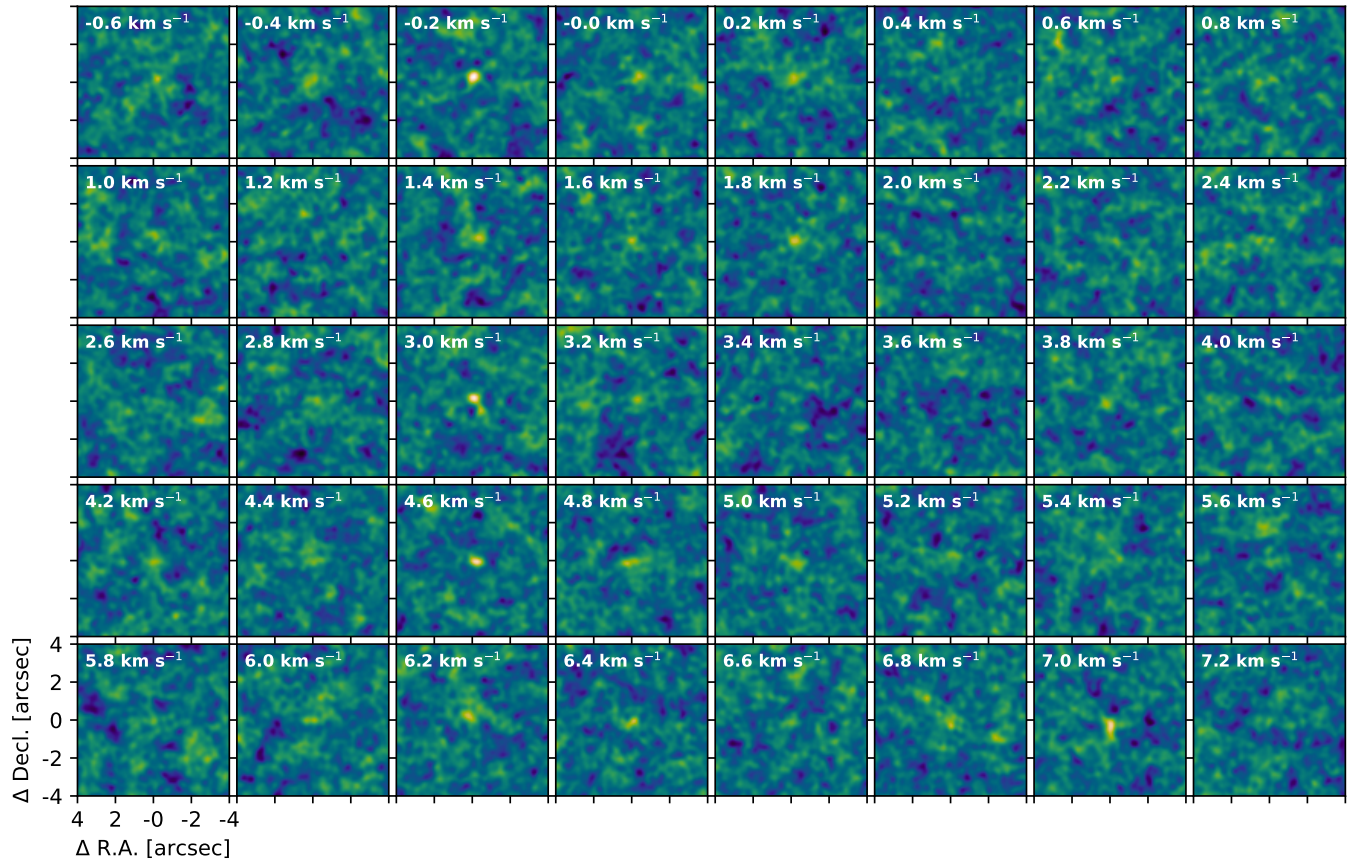 -0.6 km s⁻¹ -0.4 km s⁻¹ -0.2 km s⁻¹ -0.0 km s⁻¹ 0.2 km s⁻¹ 0.4 km s⁻¹ 0.6 km s⁻¹ 0.8 km s⁻¹
1.0 km s⁻¹ 1.2 km s⁻¹ 1.4 km s⁻¹ 1.6 km s⁻¹ 1.8 km s⁻¹ 2.0 km s⁻¹ 2.2 km s⁻¹ 2.4 km s⁻¹
2.6 km s⁻¹ 2.8 km s⁻¹ 3.0 km s⁻¹ 3.2 km s⁻¹ 3.4 km s⁻¹ 3.6 km s⁻¹ 3.8 km s⁻¹ 4.0 km s⁻¹
4.2 km s⁻¹ 4.4 km s⁻¹ 4.6 km s⁻¹ 4.8 km s⁻¹ 5.0 km s⁻¹ 5.2 km s⁻¹ 5.4 km s⁻¹ 5.6 km s⁻¹
5.8 km s⁻¹ 6.0 km s⁻¹ 6.2 km s⁻¹ 6.4 km s⁻¹ 6.6 km s⁻¹ 6.8 km s⁻¹ 7.0 km s⁻¹ 7.2 km s⁻¹
Δ Decl. [arcsec]
4
2
0
-2
-4
4 2 -0 -2 -4
Δ R.A. [arcsec]